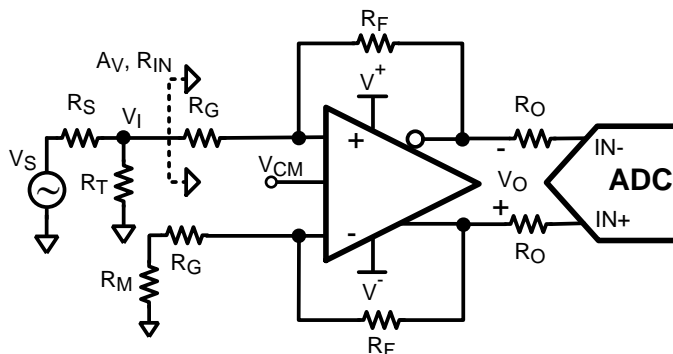 RF
AV, RIN
V+
RS
VI
RG
RO
+
-
IN-
VS
RT
VCM
VO
ADC
+
IN+
-
RG
RO
RM
V-
RF